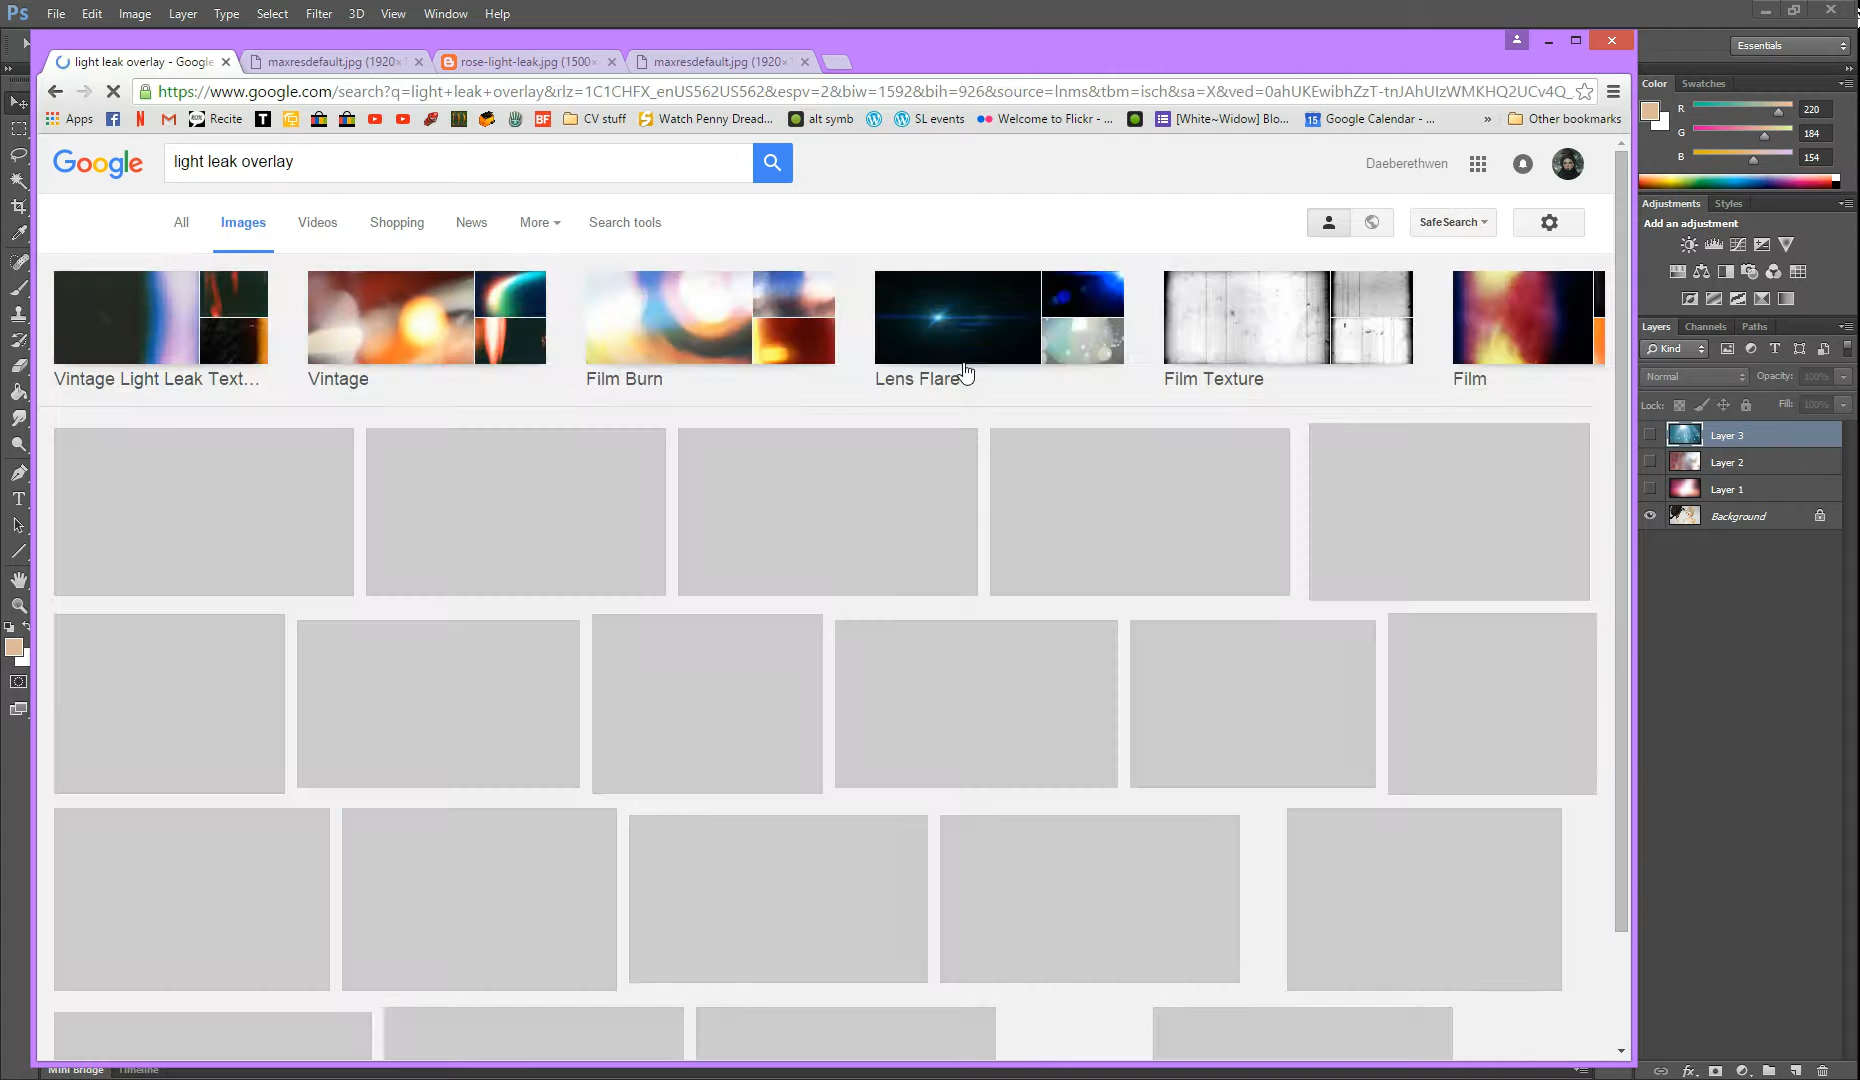 Ps File Edit Image Layer Type Select Filter 3D View Window Help
Essentials
light leak overlay - Google
maxresdefault.jpg (1920×
rose-light-leak.jpg (1500×
maxresdefault.jpg (1920×
https://www.google.com/search?q=light+leak+overlay&rlz=1C1CHFX_enUS562US562&espv=2&biw=1592&bih=926&source=lnms&tbm=isch&sa=X&ved=0ahUKEwibhZzT-tnJAhUIzWMKHQ2UCv4Q_
Apps Recite CV stuff Watch Penny Dread... alt symb SL events Welcome to Flickr - ... [White~Widow] Blo... Google Calendar - ... » Other bookmarks
Google light leak overlay Daeberethwen
All Images Videos Shopping News More Search tools SafeSearch
Vintage Light Leak Text... Vintage Film Burn Lens Flare Film Texture Film
Color Swatches
R 220
G 184
B 154
Adjustments Styles
Add an adjustment
Layers Channels Paths
Kind
Normal Opacity: 100%
Lock: Fill: 100%
Layer 3
Layer 2
Layer 1
Background
Mini Bridge Timeline